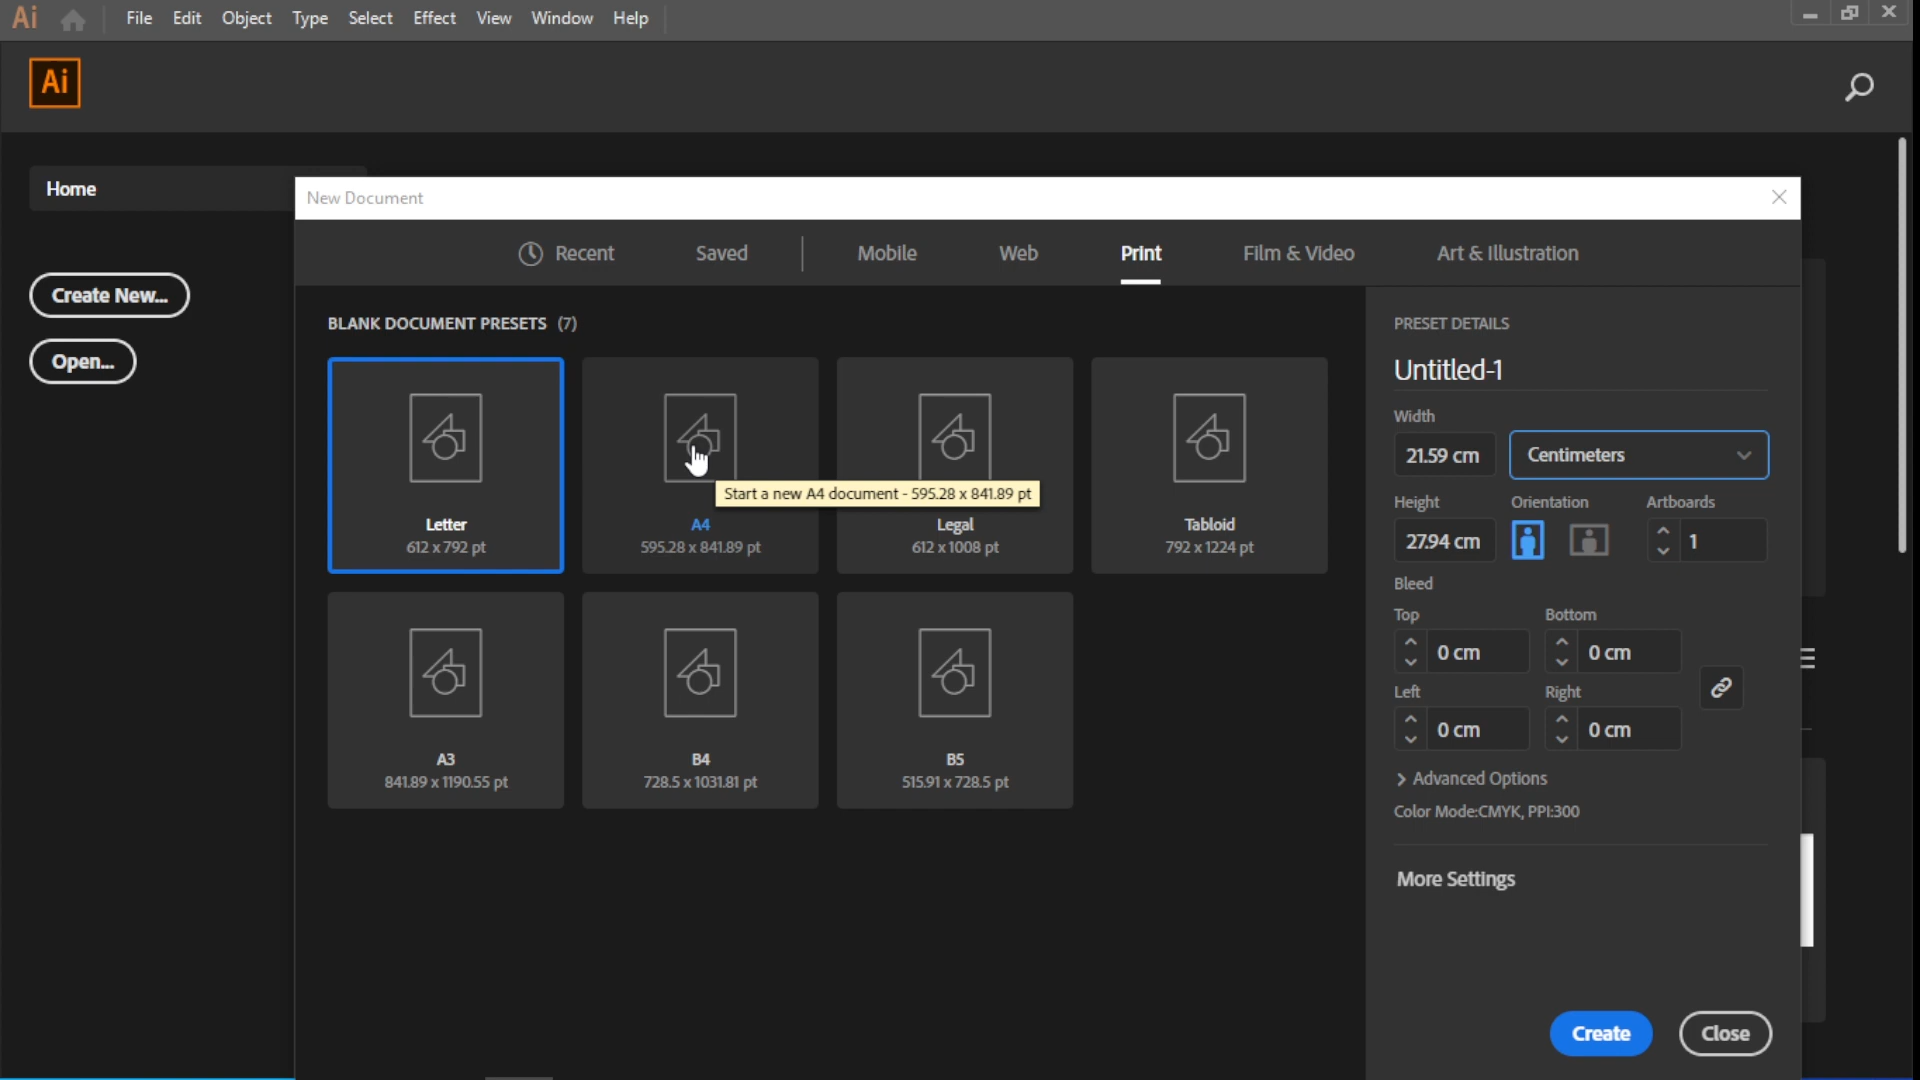 Ai File Edit Object Type Select Effect View Window Help
Ai
Home
Create New...
Open...
New Document
Recent Saved Mobile Web Print Film & Video Art & Illustration
BLANK DOCUMENT PRESETS (7)
Letter
612 x 792 pt
A4
595.28 x 841.89 pt
Start a new A4 document - 595.28 x 841.89 pt
Legal
612 x 1008 pt
Tabloid
792 x 1224 pt
A3
841.89 x 1190.55 pt
B4
728.5 x 1031.81 pt
B5
515.91 x 728.5 pt
PRESET DETAILS
Untitled-1
Width
21.59 cm Centimeters
Height Orientation Artboards
27.94 cm 1
Bleed
Top Bottom
0 cm 0 cm
Left Right
0 cm 0 cm
Advanced Options
Color Mode:CMYK, PPI:300
More Settings
Create Close